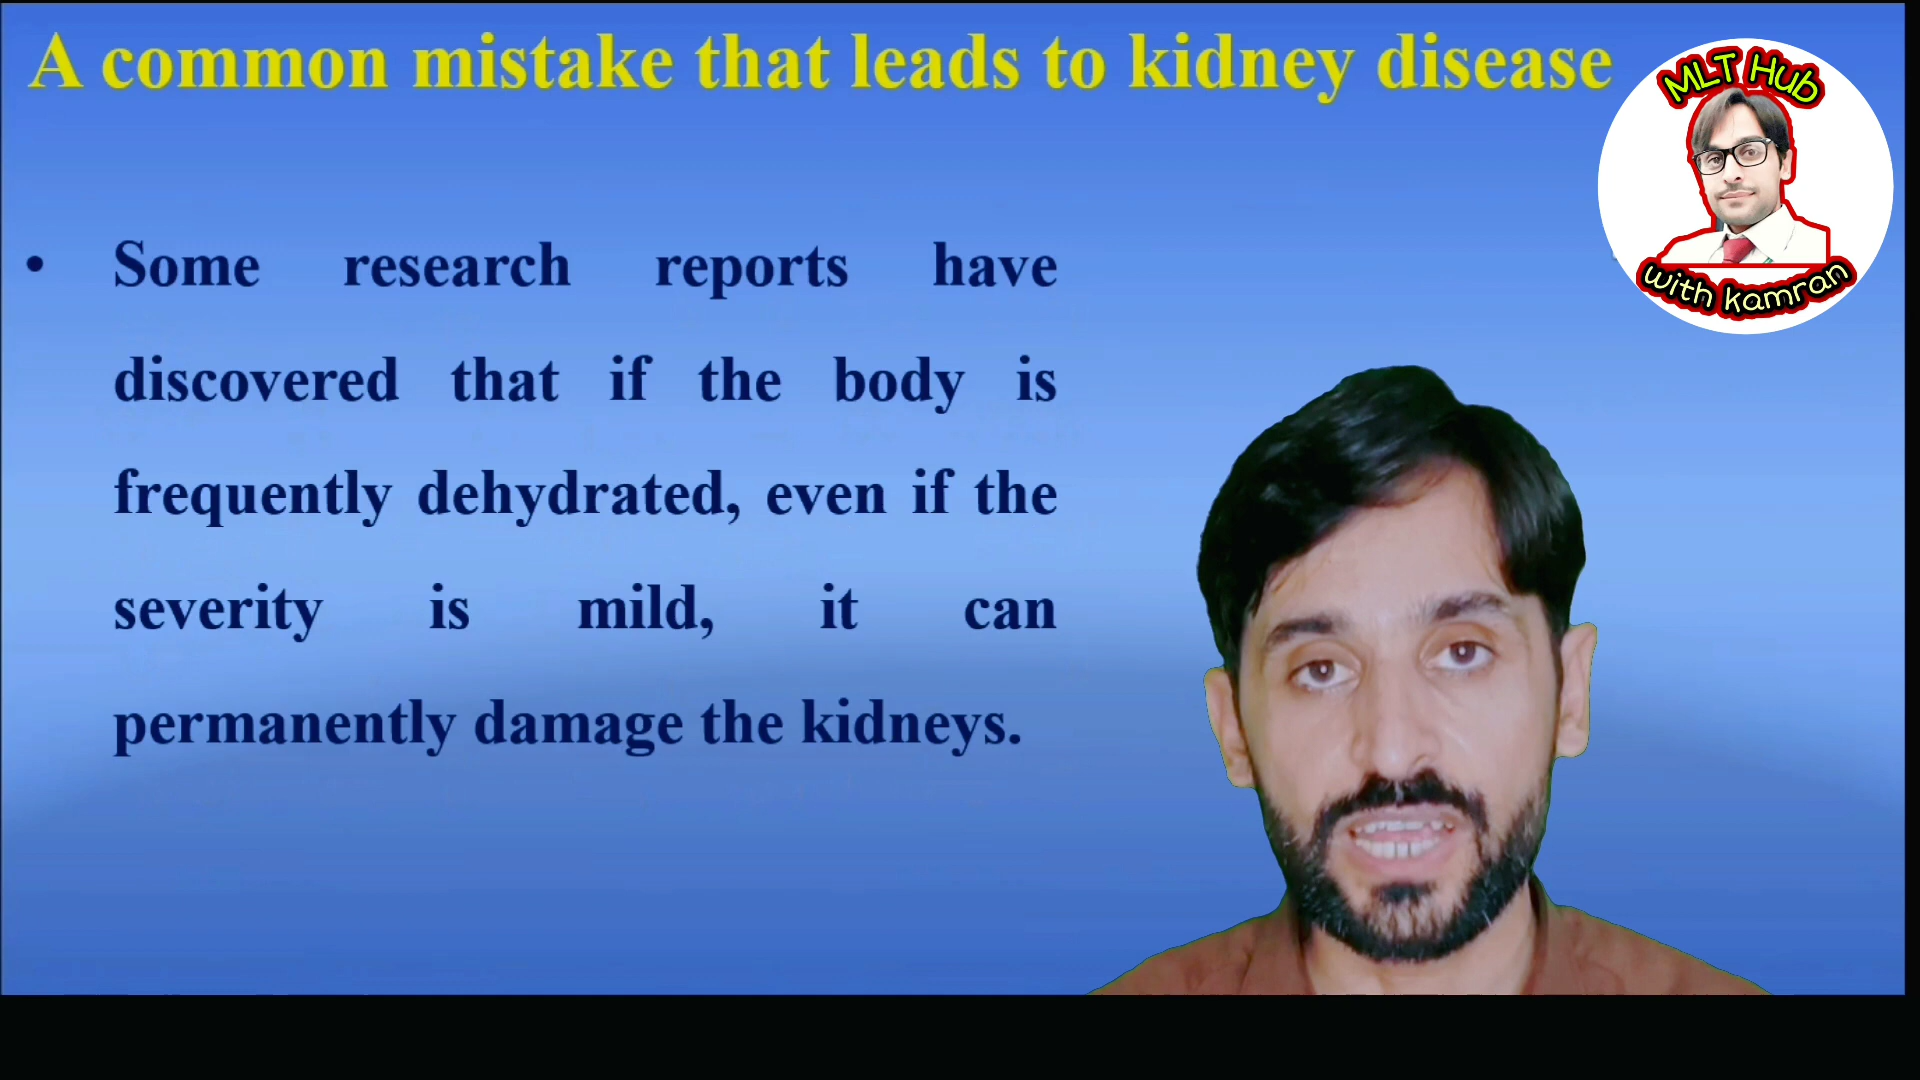 A common mistake that leads to kidney disease
MLT Hub
with kamran
• Some research reports have
discovered that if the body is
frequently dehydrated, even if the
severity is mild, it can
permanently damage the kidneys.